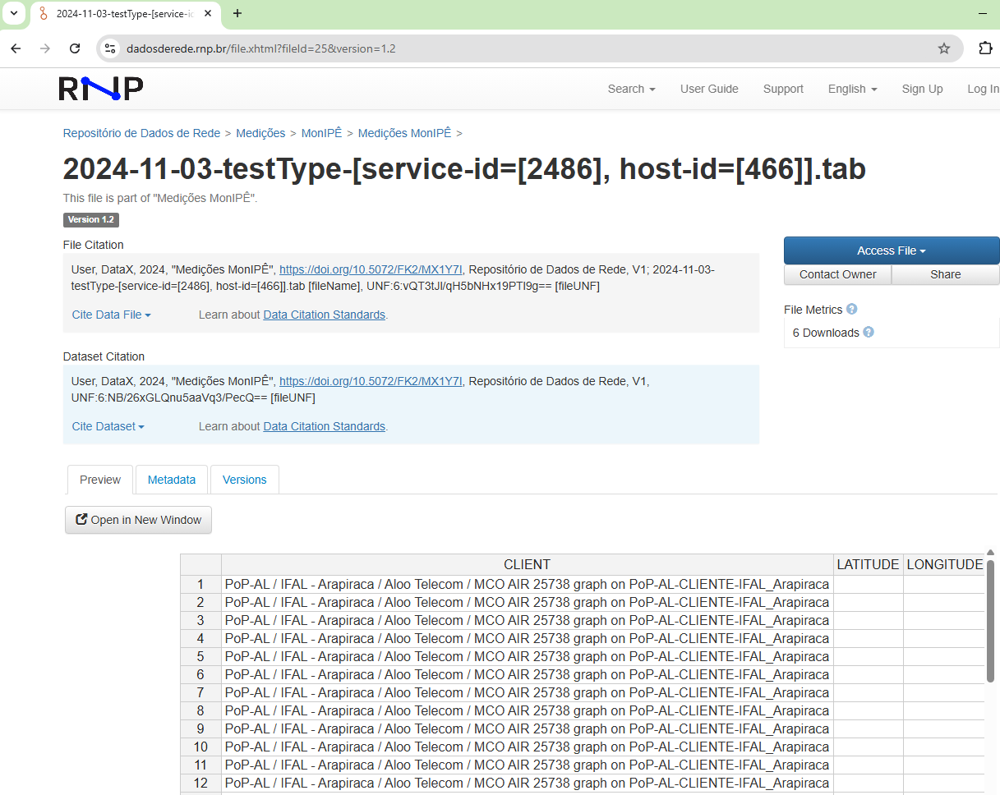 2024-11-03-testType-[service-id
dadosderede.rnp.br/file.xhtml?fileId=25&version=1.2
RNP
Search
User Guide
Support
English
Sign Up
Log In
Repositório de Dados de Rede > Medições > MonIPÊ > Medições MonIPÊ >
2024-11-03-testType-[service-id=[2486], host-id=[466]].tab
This file is part of "Medições MonIPÊ".
Version 1.2
File Citation
User, DataX, 2024, "Medições MonIPÊ", https://doi.org/10.5072/FK2/MX1Y7I, Repositório de Dados de Rede, V1; 2024-11-03-
testType-[service-id=[2486], host-id=[466]].tab [fileName], UNF:6:vQT3tJI/qH5bNHx19PTI9g== [fileUNF]
Cite Data File
Learn about Data Citation Standards.
Access File
Contact Owner
Share
File Metrics
6 Downloads
Dataset Citation
User, DataX, 2024, "Medições MonIPÊ", https://doi.org/10.5072/FK2/MX1Y7I, Repositório de Dados de Rede, V1,
UNF:6:NB/26xGLQnu5aaVq3/PecQ== [fileUNF]
Cite Dataset
Learn about Data Citation Standards.
Preview
Metadata
Versions
Open in New Window
CLIENT LATITUDE LONGITUDE
1 PoP-AL / IFAL - Arapiraca / Aloo Telecom / MCO AIR 25738 graph on PoP-AL-CLIENTE-IFAL_Arapiraca
2 PoP-AL / IFAL - Arapiraca / Aloo Telecom / MCO AIR 25738 graph on PoP-AL-CLIENTE-IFAL_Arapiraca
3 PoP-AL / IFAL - Arapiraca / Aloo Telecom / MCO AIR 25738 graph on PoP-AL-CLIENTE-IFAL_Arapiraca
4 PoP-AL / IFAL - Arapiraca / Aloo Telecom / MCO AIR 25738 graph on PoP-AL-CLIENTE-IFAL_Arapiraca
5 PoP-AL / IFAL - Arapiraca / Aloo Telecom / MCO AIR 25738 graph on PoP-AL-CLIENTE-IFAL_Arapiraca
6 PoP-AL / IFAL - Arapiraca / Aloo Telecom / MCO AIR 25738 graph on PoP-AL-CLIENTE-IFAL_Arapiraca
7 PoP-AL / IFAL - Arapiraca / Aloo Telecom / MCO AIR 25738 graph on PoP-AL-CLIENTE-IFAL_Arapiraca
8 PoP-AL / IFAL - Arapiraca / Aloo Telecom / MCO AIR 25738 graph on PoP-AL-CLIENTE-IFAL_Arapiraca
9 PoP-AL / IFAL - Arapiraca / Aloo Telecom / MCO AIR 25738 graph on PoP-AL-CLIENTE-IFAL_Arapiraca
10 PoP-AL / IFAL - Arapiraca / Aloo Telecom / MCO AIR 25738 graph on PoP-AL-CLIENTE-IFAL_Arapiraca
11 PoP-AL / IFAL - Arapiraca / Aloo Telecom / MCO AIR 25738 graph on PoP-AL-CLIENTE-IFAL_Arapiraca
12 PoP-AL / IFAL - Arapiraca / Aloo Telecom / MCO AIR 25738 graph on PoP-AL-CLIENTE-IFAL_Arapiraca